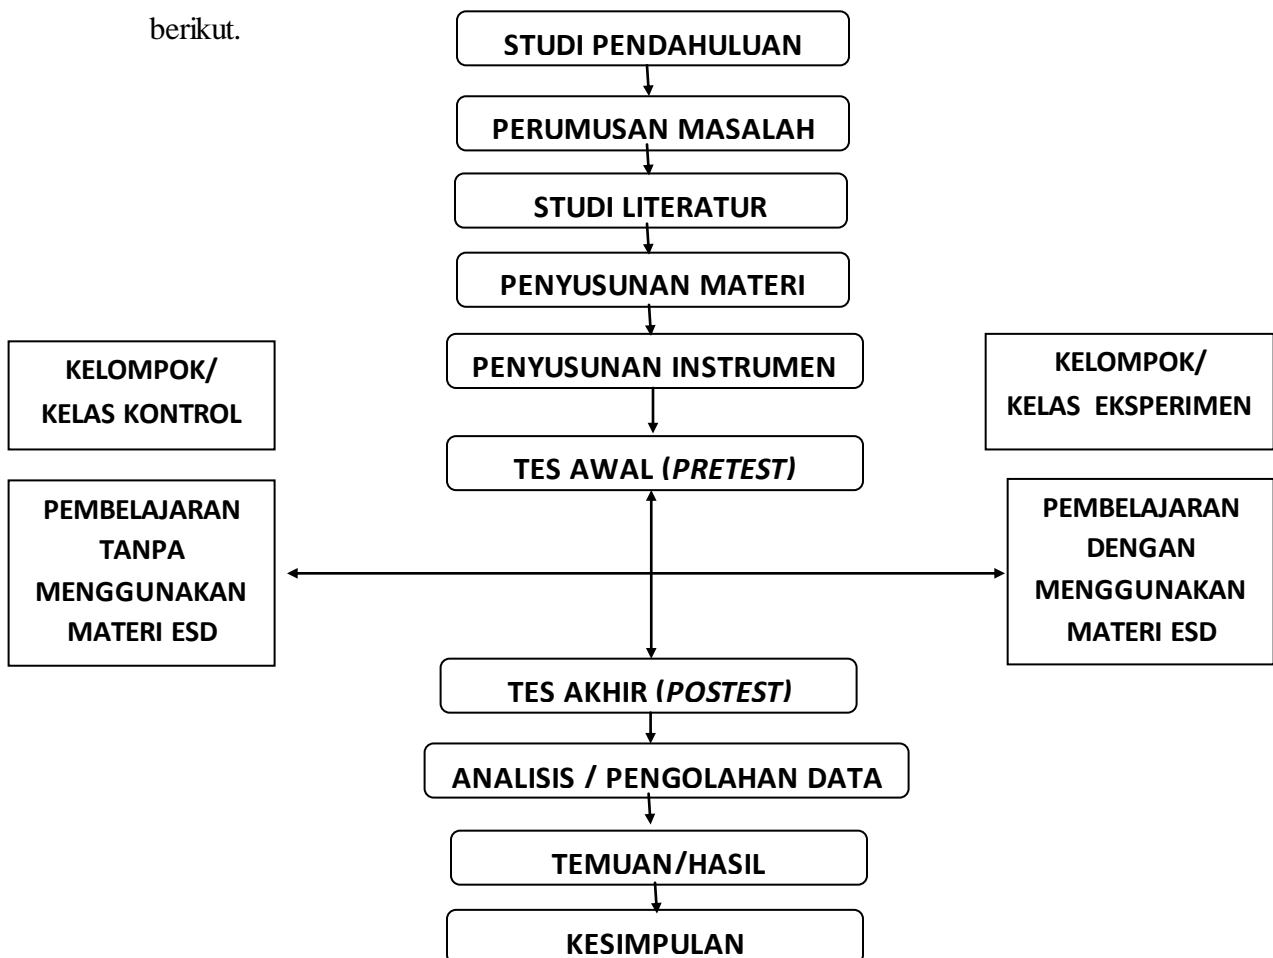 berikut.
STUDI PENDAHULUAN
PERUMUSAN MASALAH
STUDI LITERATUR
PENYUSUNAN MATERI
PENYUSUNAN INSTRUMEN
KELOMPOK/
KELAS KONTROL
KELOMPOK/
KELAS EKSPERIMEN
TES AWAL (PRETEST)
PEMBELAJARAN
TANPA
MENGGUNAKAN
MATERI ESD
PEMBELAJARAN
DENGAN
MENGGUNAKAN
MATERI ESD
TES AKHIR (POSTEST)
ANALISIS / PENGOLAHAN DATA
TEMUAN/HASIL
KESIMPULAN